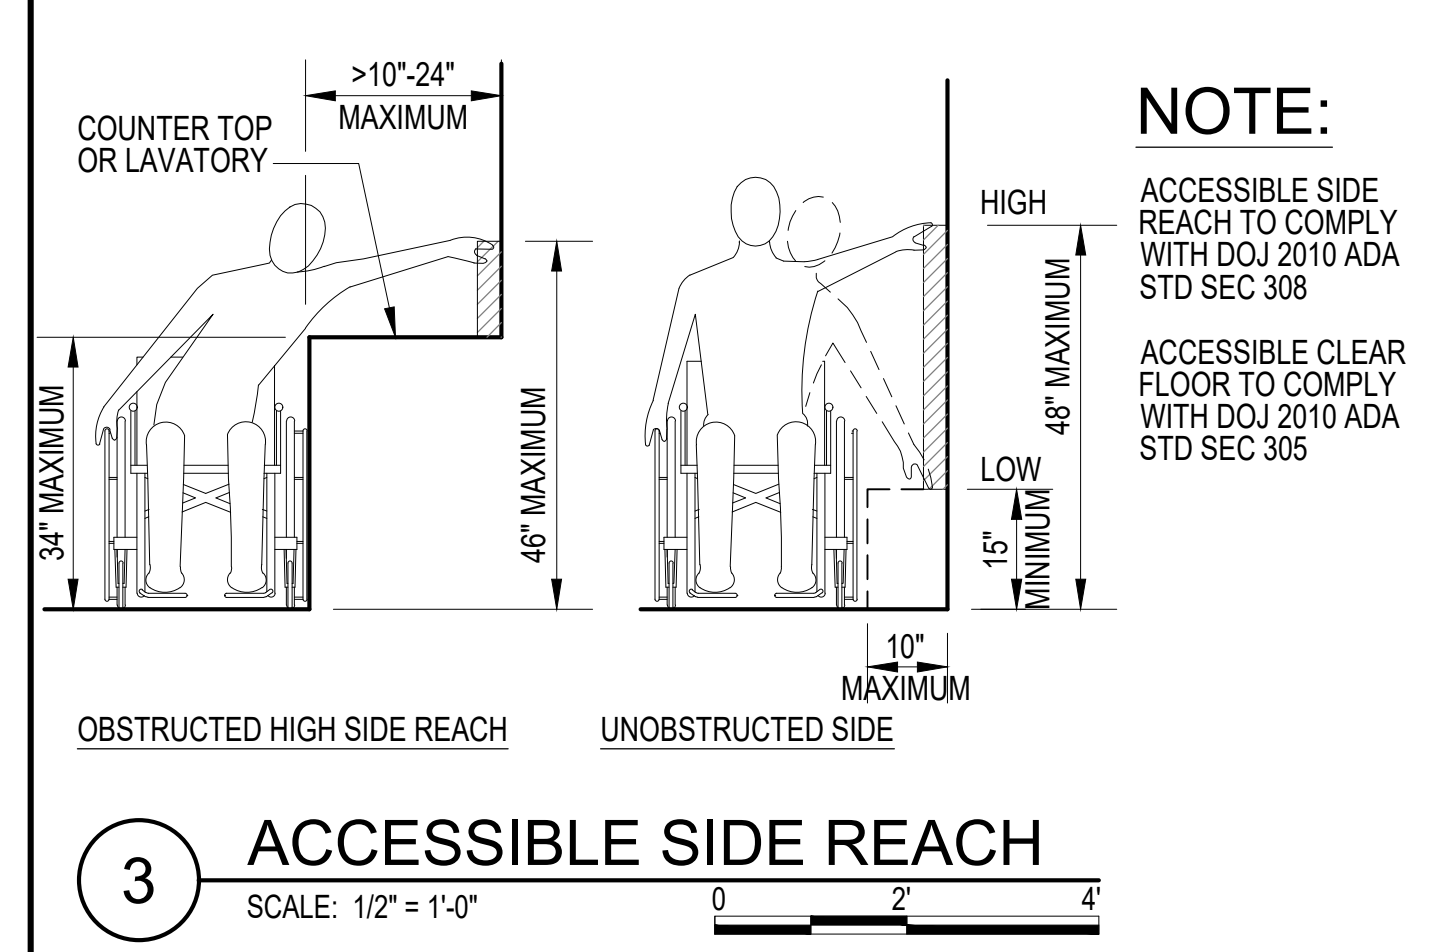 >10"-24"
MAXIMUM
COUNTER TOP
OR LAVATORY
34" MAXIMUM
46" MAXIMUM
OBSTRUCTED HIGH SIDE REACH
HIGH
48" MAXIMUM
LOW
15"
MINIMUM
10"
MAXIMUM
UNOBSTRUCTED SIDE
NOTE:
ACCESSIBLE SIDE
REACH TO COMPLY
WITH DOJ 2010 ADA
STD SEC 308
ACCESSIBLE CLEAR
FLOOR TO COMPLY
WITH DOJ 2010 ADA
STD SEC 305
3
ACCESSIBLE SIDE REACH
SCALE: 1/2" = 1'-0"
0 2' 4'